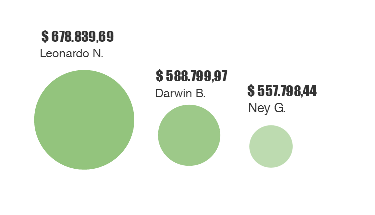 $ 678.839,69
Leonardo N.
$ 588.799,97
Darwin B.
$ 557.798,44
Ney G.